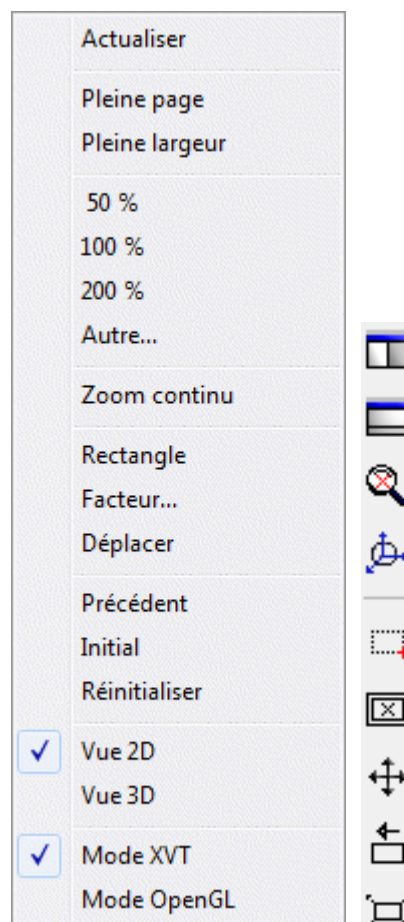 Actualiser
Pleine page
Pleine largeur
50 %
100 %
200 %
Autre...
Zoom continu
Rectangle
Facteur...
Déplacer
Précédent
Initial
Réinitialiser
Vue 2D
Vue 3D
Mode XVT
Mode OpenGL